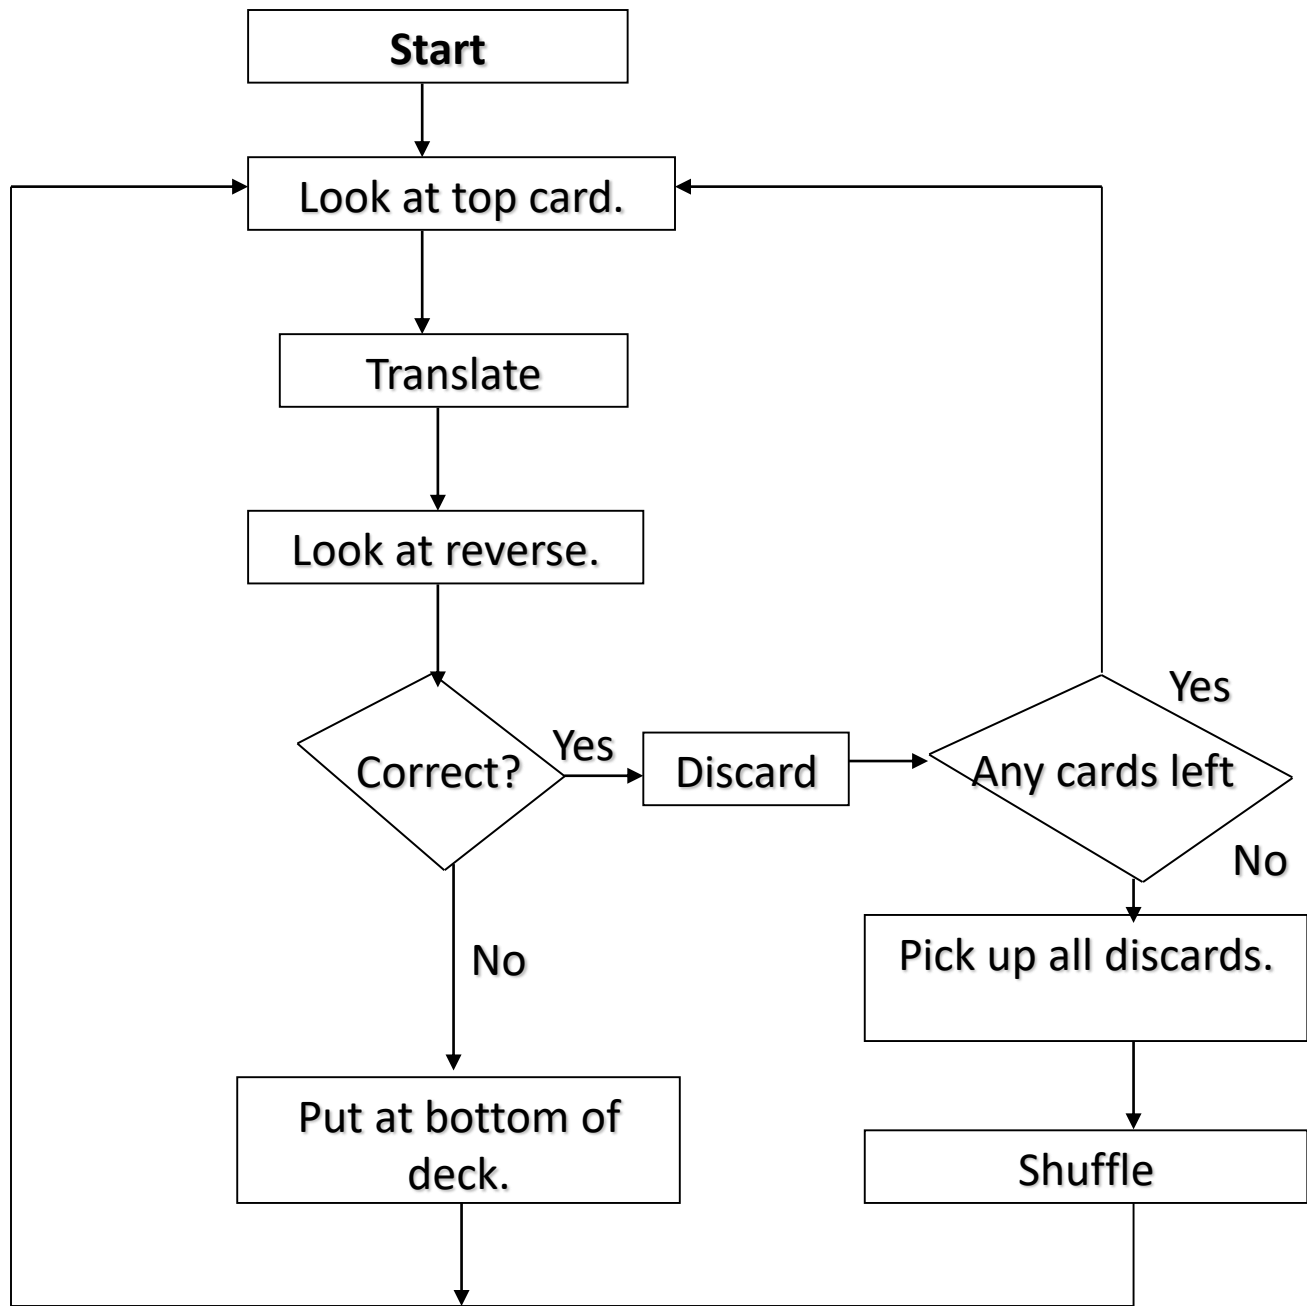 Start
Look at top card.
Translate
Look at reverse.
Yes
Yes
Correct?
Discard
Any cards left
No
No
Pick up all discards.
Put at bottom of
deck.
Shuffle